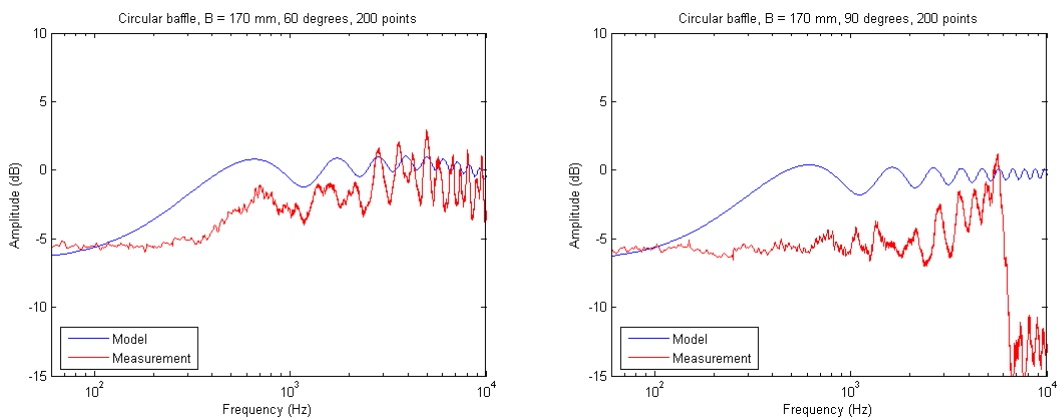 Circular baffle, B = 170 mm, 60 degrees, 200 points
10
5
0
-5
-10
-15
Amplitude (dB)
Model
Measurement
10^2
10^3
10^4
Frequency (Hz)
Circular baffle, B = 170 mm, 90 degrees, 200 points
10
5
0
-5
-10
-15
Amplitude (dB)
Model
Measurement
10^2
10^3
10^4
Frequency (Hz)